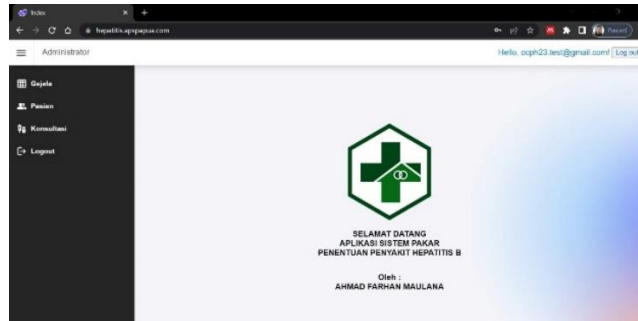 Index
hepatitis.apspapua.com
Administrator
Hello, ocph23.test@gmail.com! Log out
Gejala
Pasien
Konsultasi
Logout
SELAMAT DATANG
APLIKASI SISTEM PAKAR
PENENTUAN PENYAKIT HEPATITIS B
Oleh :
AHMAD FARHAN MAULANA